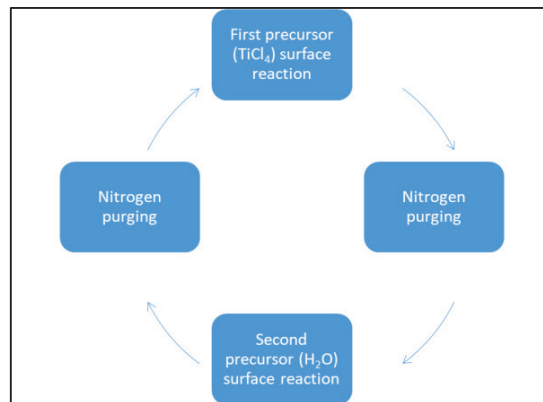 First precursor
(TiCl₄) surface
reaction
Nitrogen
purging
Nitrogen
purging
Second
precursor (H₂O)
surface reaction